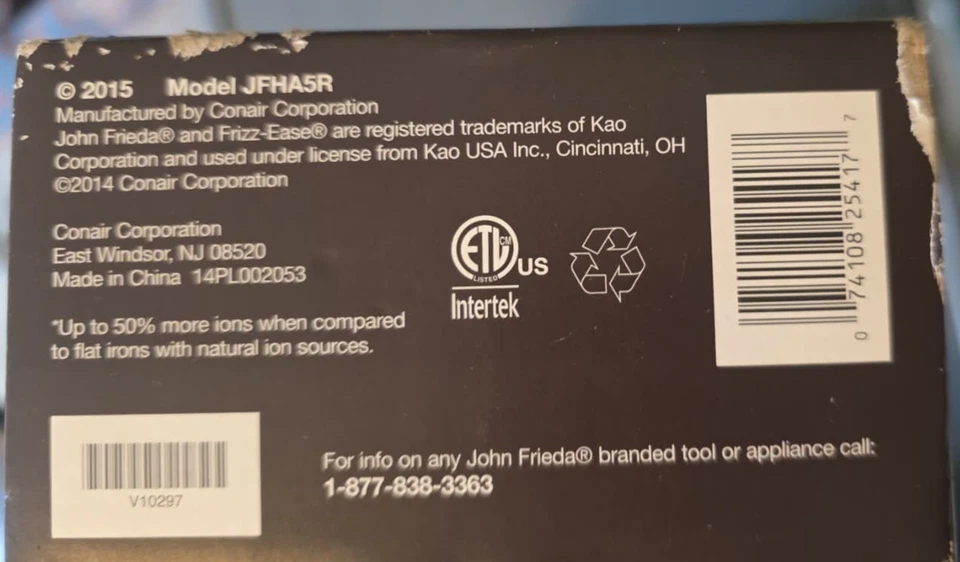 © 2015 Model JFHA5R
Manufactured by Conair Corporation
John Frieda® and Frizz-Ease® are registered trademarks of Kao
Corporation and used under license from Kao USA Inc., Cincinnati, OH
©2014 Conair Corporation
Conair Corporation
East Windsor, NJ 08520
Made in China 14PL002053
*Up to 50% more ions when compared
to flat irons with natural ion sources.
ETL CM
LISTED
US
Intertek
0 74108 25417 7
V10297
For info on any John Frieda® branded tool or appliance call:
1-877-838-3363